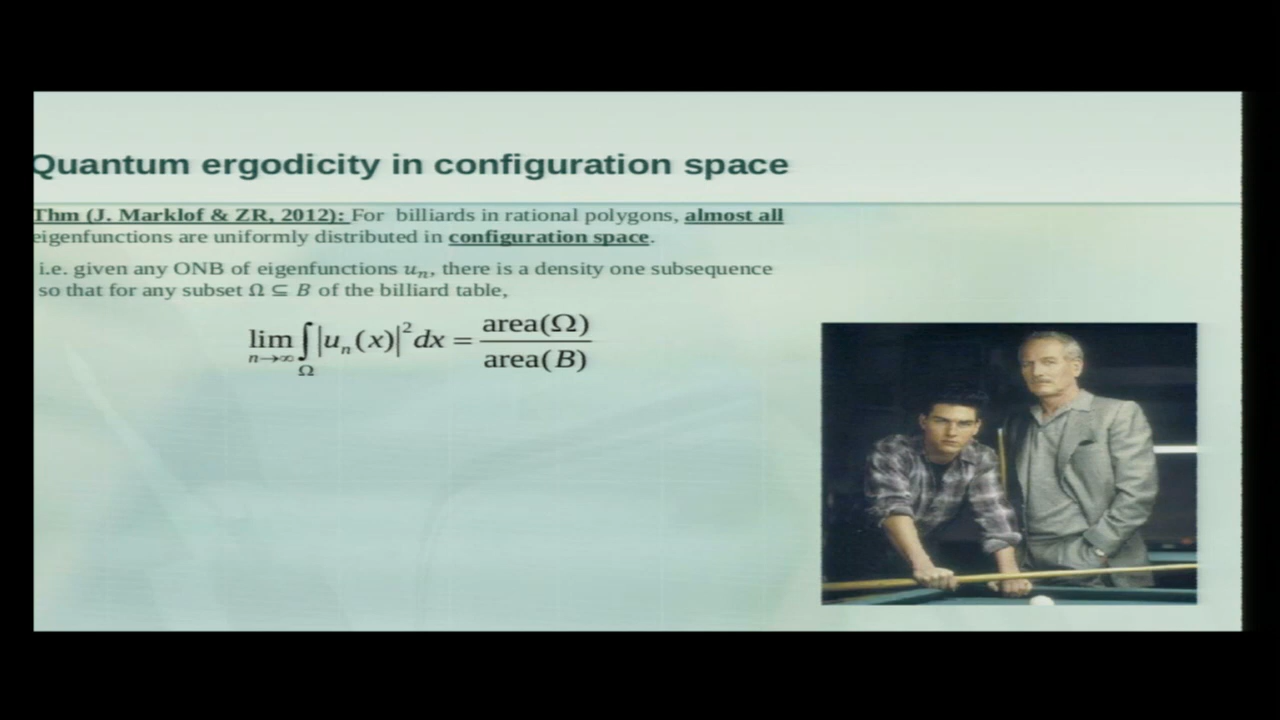 Quantum ergodicity in configuration space
Thm (J. Marklof & ZR, 2012): For billiards in rational polygons, almost all
eigenfunctions are uniformly distributed in configuration space.
i.e. given any ONB of eigenfunctions uₙ, there is a density one subsequence
so that for any subset Ω ⊆ B of the billiard table,
lim n→∞ ∫Ω |uₙ(x)|² dx = area(Ω) / area(B)